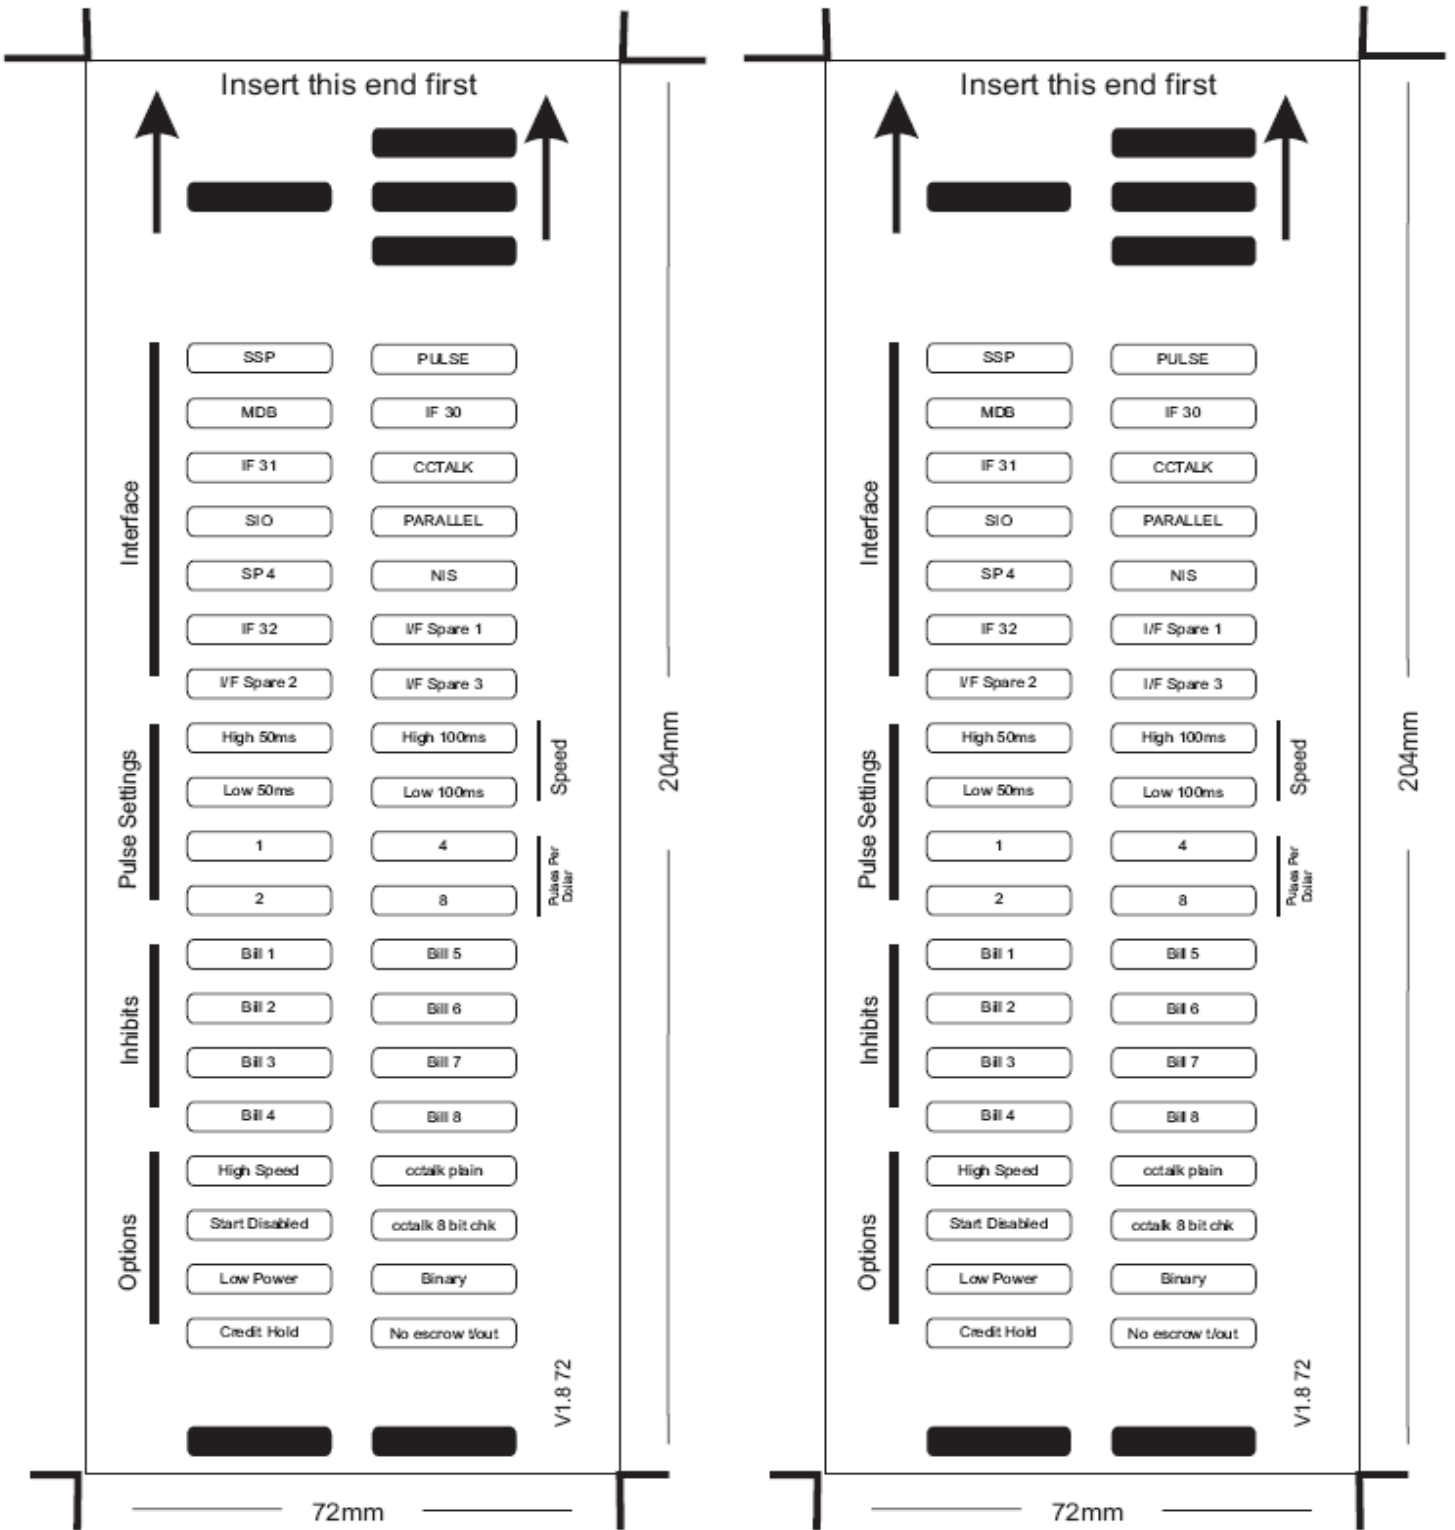 Insert this end first
SSP
PULSE
MDB
IF 30
IF 31
CCTALK
SIO
PARALLEL
SP4
NIS
IF 32
I/F Spare 1
I/F Spare 2
I/F Spare 3
Interface
High 50ms
High 100ms
Low 50ms
Low 100ms
Speed
1
4
2
8
Pulses Per
Dollar
Pulse Settings
Bill 1
Bill 5
Bill 2
Bill 6
Bill 3
Bill 7
Bill 4
Bill 8
Inhibits
High Speed
cctalk plain
Start Disabled
cctalk 8 bit chk
Low Power
Binary
Credit Hold
No escrow t/out
Options
V1.8 72
204mm
72mm
Insert this end first
SSP
PULSE
MDB
IF 30
IF 31
CCTALK
SIO
PARALLEL
SP4
NIS
IF 32
I/F Spare 1
I/F Spare 2
I/F Spare 3
Interface
High 50ms
High 100ms
Low 50ms
Low 100ms
Speed
1
4
2
8
Pulses Per
Dollar
Pulse Settings
Bill 1
Bill 5
Bill 2
Bill 6
Bill 3
Bill 7
Bill 4
Bill 8
Inhibits
High Speed
cctalk plain
Start Disabled
cctalk 8 bit chk
Low Power
Binary
Credit Hold
No escrow t/out
Options
V1.8 72
204mm
72mm